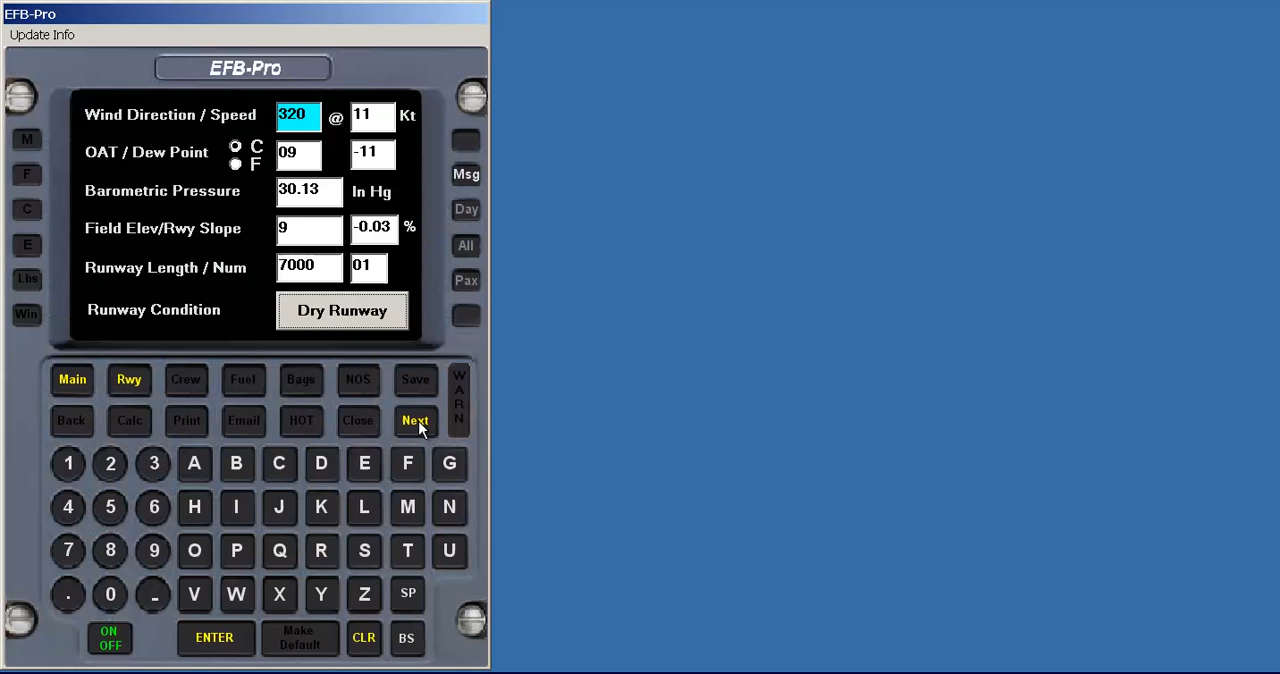 EFB-Pro
Update Info
EFB-Pro
Wind Direction / Speed 320 @ 11 Kt
OAT / Dew Point C F 09 -11
Barometric Pressure 30.13 In Hg
Field Elev/Rwy Slope 9 -0.03 %
Runway Length / Num 7000 01
Runway Condition Dry Runway
M
F Msg
C Day
E All
Lbs Pax
Win
Main Rwy Crew Fuel Bags NOS Save WARN
Back Calc Print Email HOT Close Next
1 2 3 A B C D E F G
4 5 6 H I J K L M N
7 8 9 O P Q R S T U
. 0 - V W X Y Z SP
ON OFF ENTER Make Default CLR BS